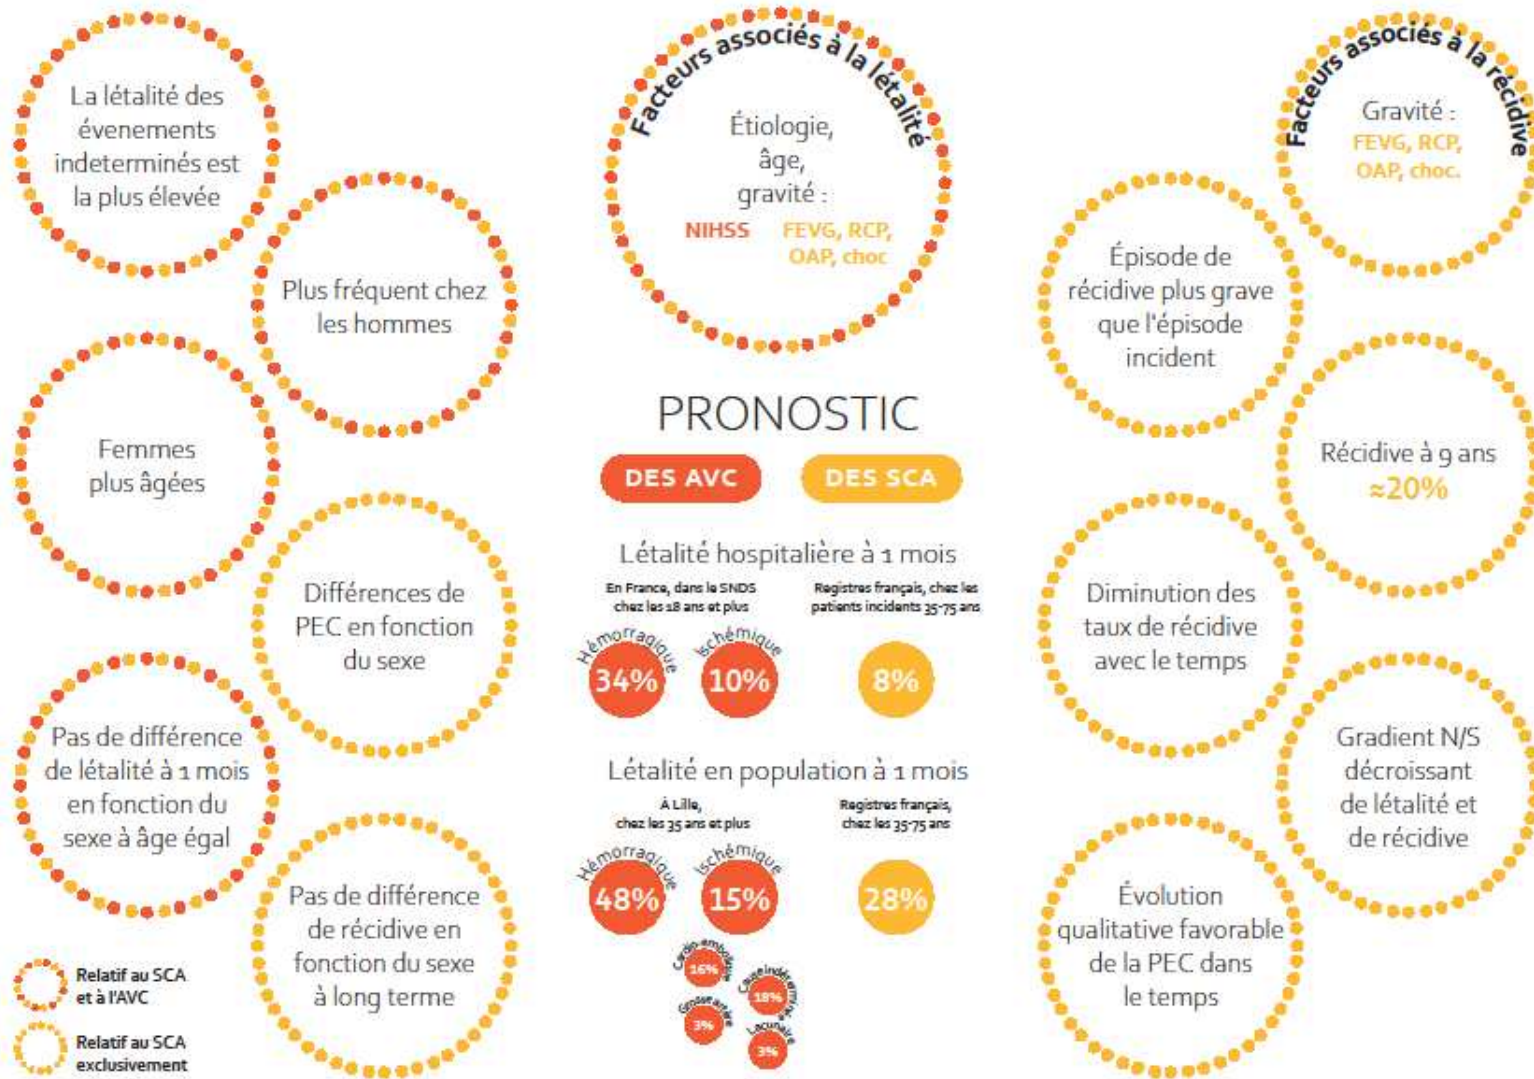 La létalité des
évenements
indeterminés est
la plus élevée
Plus fréquent chez
les hommes
Femmes
plus âgées
Différences de
PEC en fonction
du sexe
Pas de différence
de létalité à 1 mois
en fonction du
sexe à âge égal
Pas de différence
de récidive en
fonction du sexe
à long terme
Relatif au SCA
et à l'AVC
Relatif au SCA
exclusivement
Facteurs associés à la létalité
Étiologie,
âge,
gravité :
NIHSS FEVG, RCP,
OAP, choc
PRONOSTIC
DES AVC DES SCA
Létalité hospitalière à 1 mois
En France, dans le SNDS
chez les 18 ans et plus
Registres français, chez les
patients incidents 35-75 ans
Hémorragique Ischémique
34% 10% 8%
Létalité en population à 1 mois
À Lille,
chez les 35 ans et plus
Registres français,
chez les 35-75 ans
Hémorragique Ischémique
48% 15% 28%
Cardio-embolique
16%
Cause indéterminée
18%
Grosse artère
3%
Lacunaire
3%
Facteurs associés à la récidive
Gravité :
FEVG, RCP,
OAP, choc.
Épisode de
récidive plus grave
que l'épisode
incident
Récidive à 9 ans
≈20%
Diminution des
taux de récidive
avec le temps
Gradient N/S
décroissant
de létalité et
de récidive
Évolution
qualitative favorable
de la PEC dans
le temps